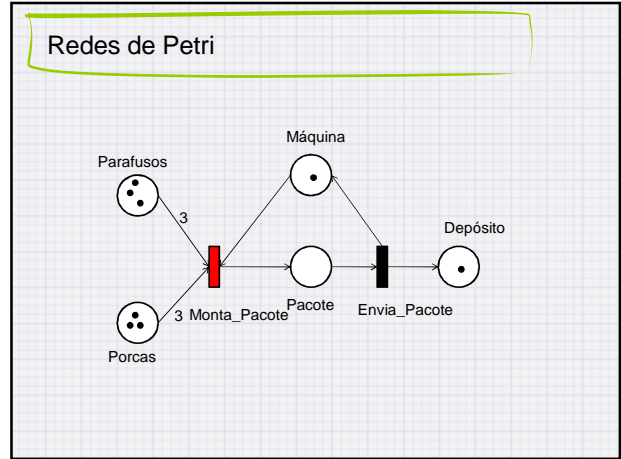 Redes de Petri
Máquina
Parafusos
3
Depósito
3
Monta_Pacote
Pacote
Envia_Pacote
Porcas